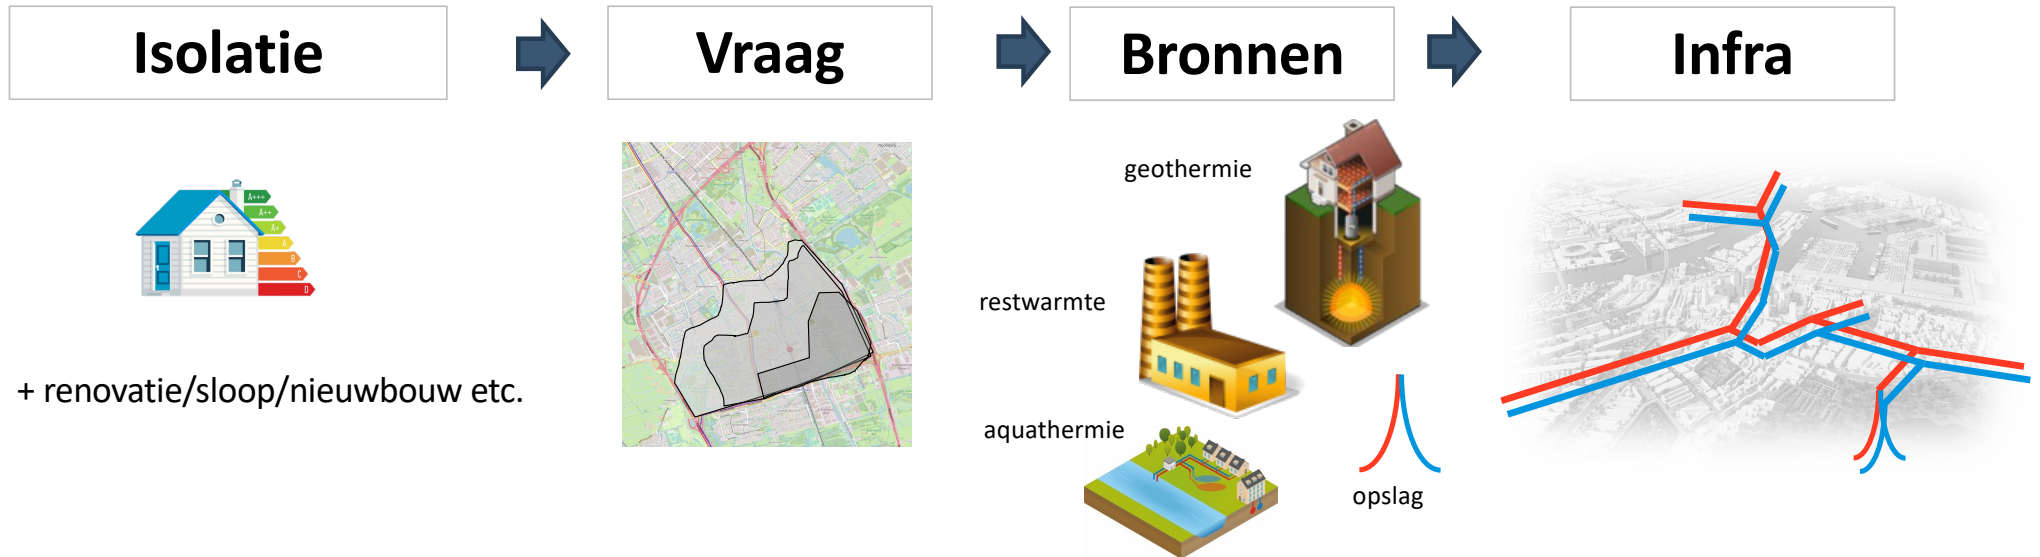 Isolatie
Vraag
Bronnen
Infra
geothermie
A+++
A++
A+
A
B
C
D
restwarmte
+ renovatie/sloop/nieuwbouw etc.
aquathermie
opslag